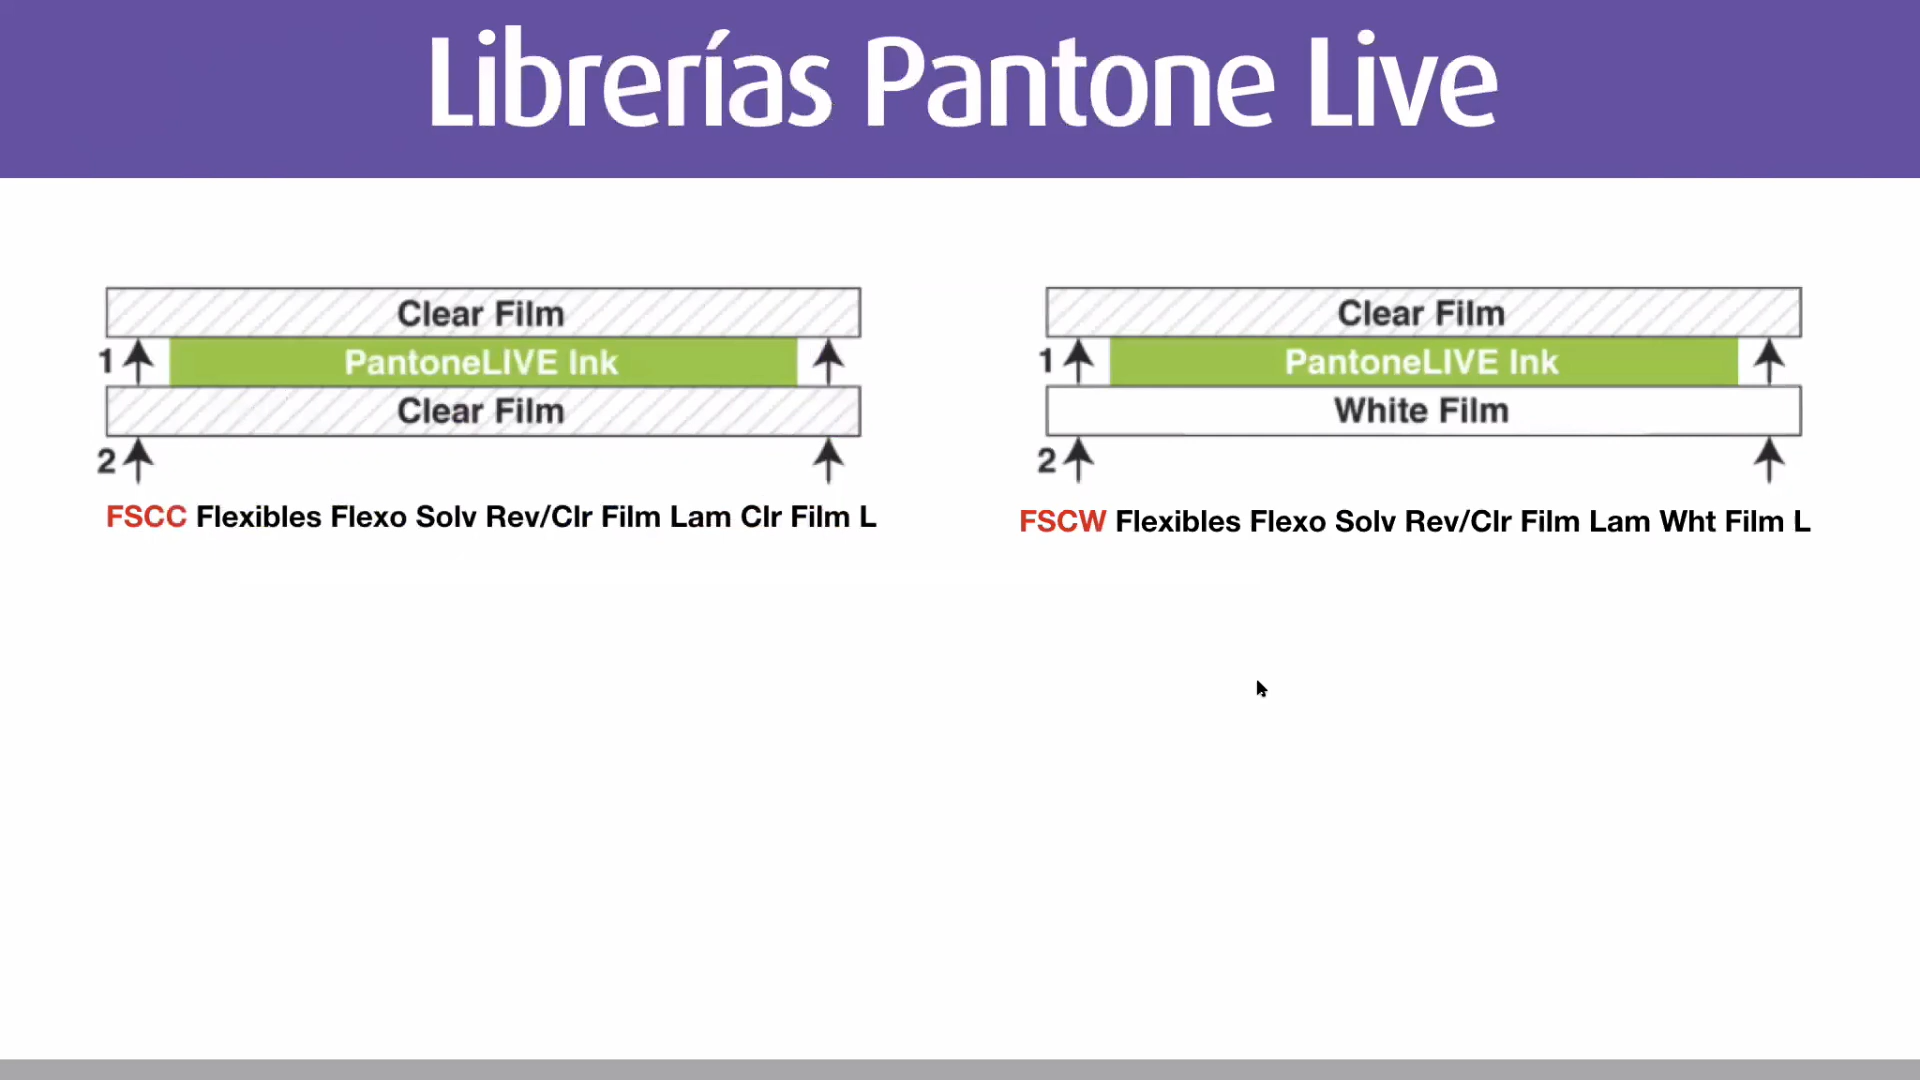 Librerías Pantone Live
Clear Film
1
PantoneLIVE Ink
Clear Film
2
FSCC Flexibles Flexo Solv Rev/Clr Film Lam Clr Film L
Clear Film
1
PantoneLIVE Ink
White Film
2
FSCW Flexibles Flexo Solv Rev/Clr Film Lam Wht Film L